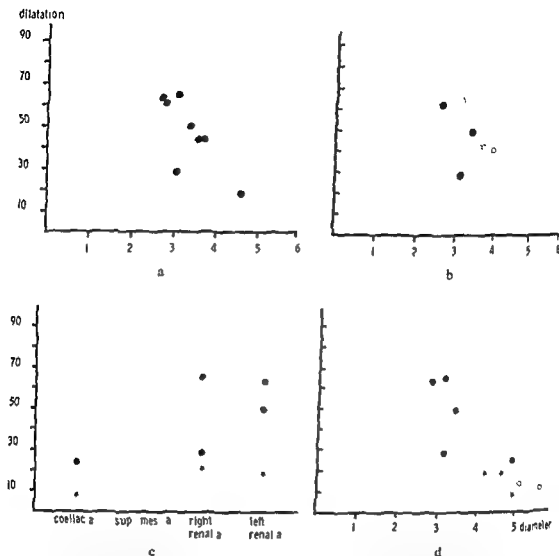 dilatation
90
70
50
30
10
1 2 3 4 5 6
a
1 2 3 4 5 6
b
90
70
50
30
10
coeliac a sup mes a right left
renal a renal a
c
1 2 3 4 5 diameter
d